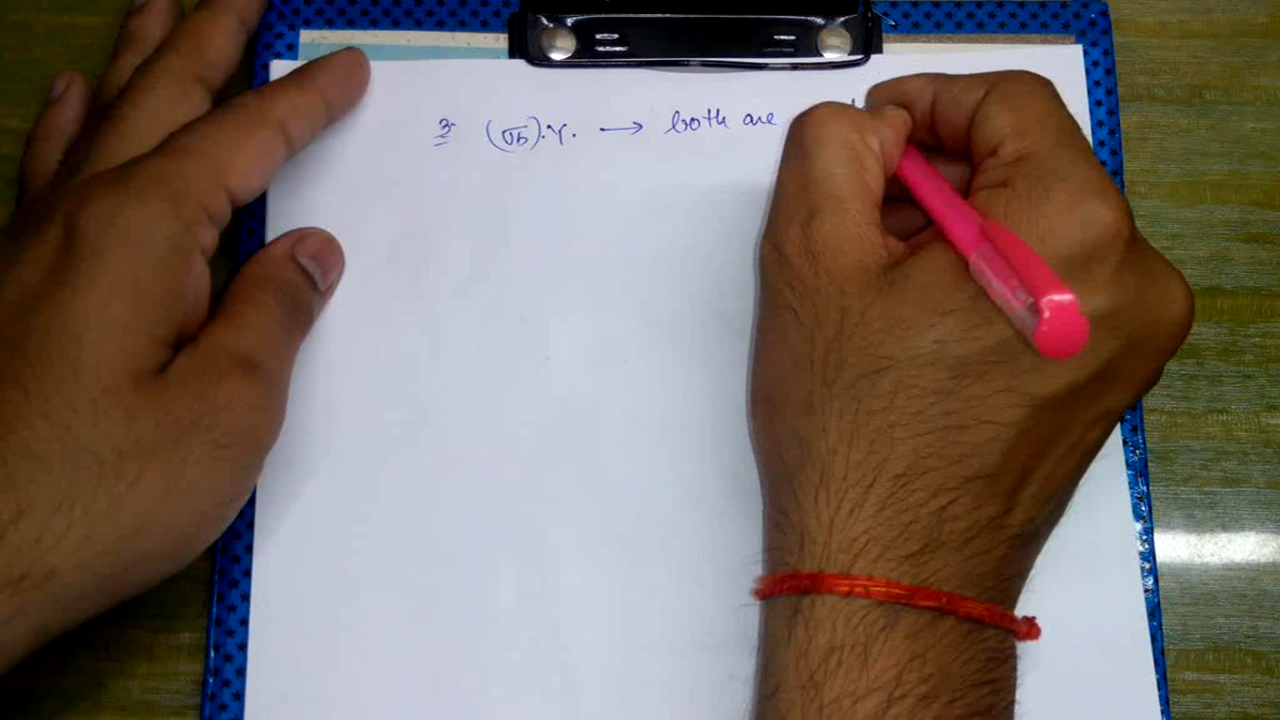 3. (√b).γ. → both are